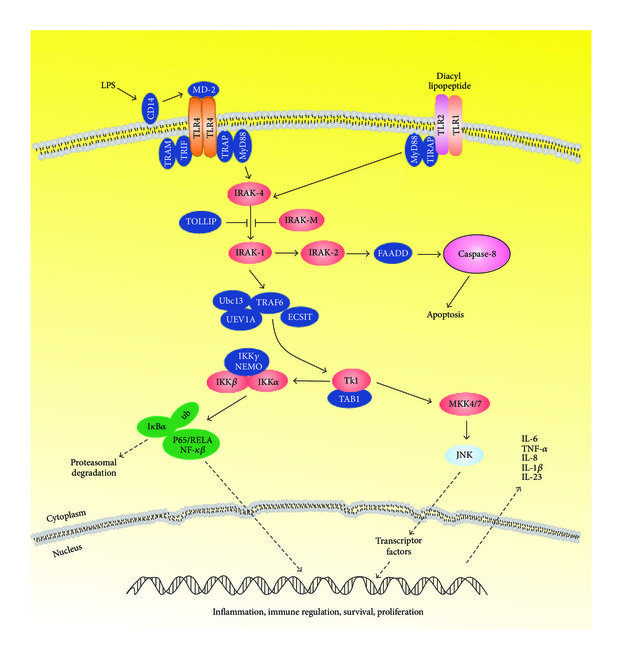 LPS
CD14
MD-2
TLR4
TLR4
TRAM
TRIF
TRAP
MyD88
Diacyl
lipopeptide
TLR2
TLR1
MyD88
TIRAP
IRAK-4
TOLLIP
IRAK-M
IRAK-1
IRAK-2
FAADD
Caspase-8
Apoptosis
Ubc13
TRAF6
UEV1A
ECSIT
IKKγ
NEMO
IKKβ
IKKα
Tk1
TAB1
MKK4/7
JNK
IκBα
ub
P65/RELA
NF-κβ
Proteasomal
degradation
IL-6
TNF-α
IL-8
IL-1β
IL-23
Cytoplasm
Nucleus
Transcriptor
factors
Inflammation, immune regulation, survival, proliferation